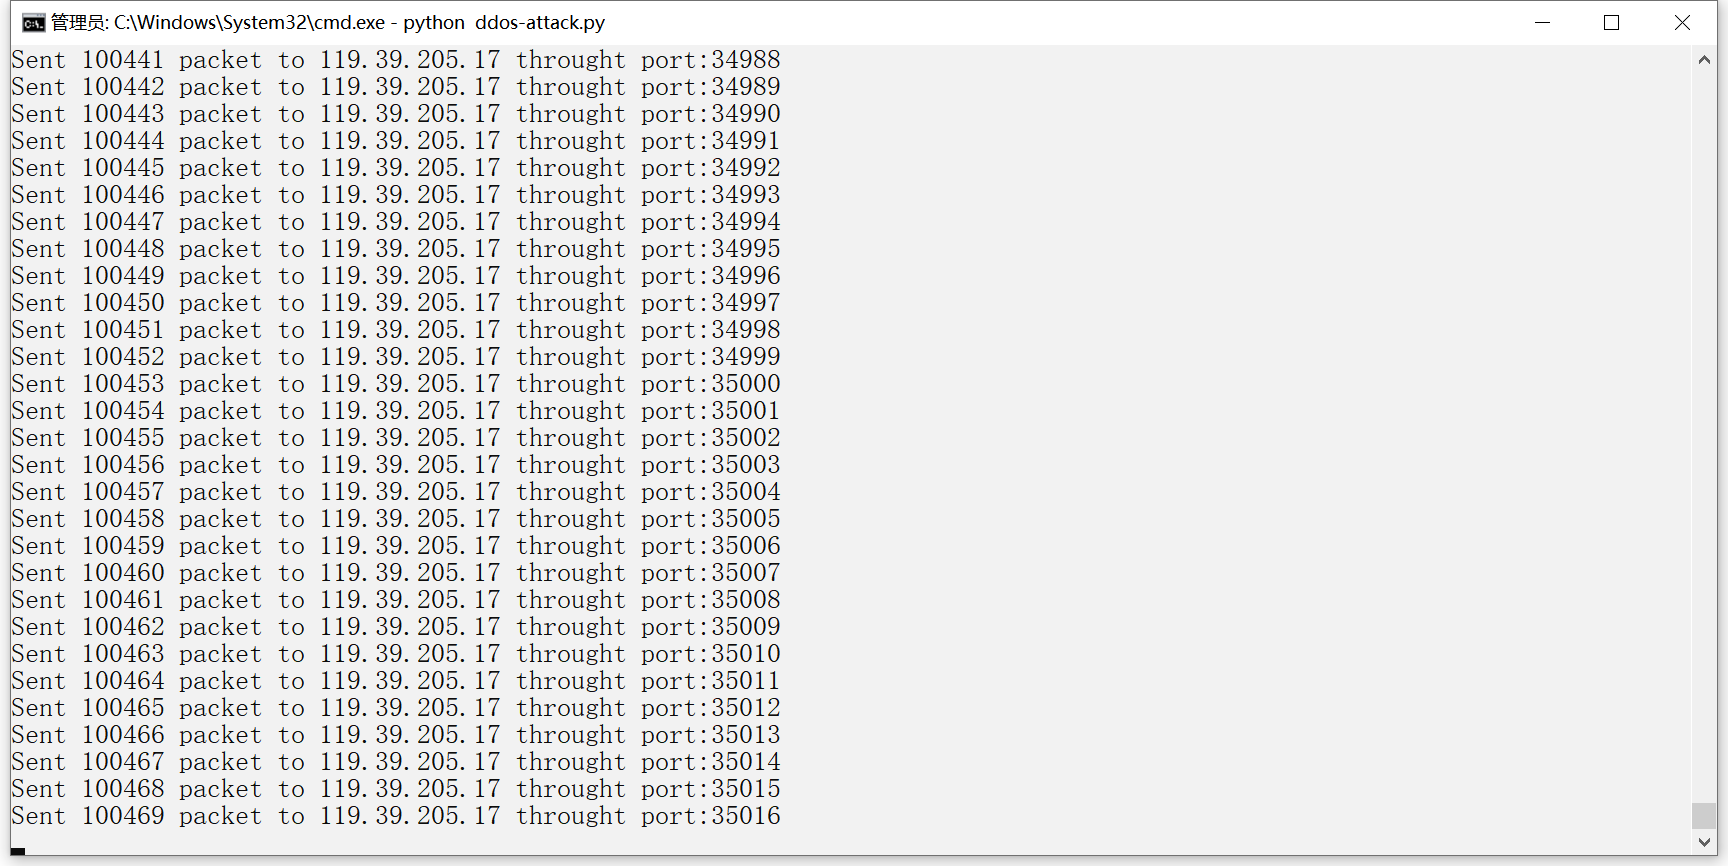 管理员: C:\Windows\System32\cmd.exe - python  ddos-attack.py
Sent 100441 packet to 119.39.205.17 throught port:34988
Sent 100442 packet to 119.39.205.17 throught port:34989
Sent 100443 packet to 119.39.205.17 throught port:34990
Sent 100444 packet to 119.39.205.17 throught port:34991
Sent 100445 packet to 119.39.205.17 throught port:34992
Sent 100446 packet to 119.39.205.17 throught port:34993
Sent 100447 packet to 119.39.205.17 throught port:34994
Sent 100448 packet to 119.39.205.17 throught port:34995
Sent 100449 packet to 119.39.205.17 throught port:34996
Sent 100450 packet to 119.39.205.17 throught port:34997
Sent 100451 packet to 119.39.205.17 throught port:34998
Sent 100452 packet to 119.39.205.17 throught port:34999
Sent 100453 packet to 119.39.205.17 throught port:35000
Sent 100454 packet to 119.39.205.17 throught port:35001
Sent 100455 packet to 119.39.205.17 throught port:35002
Sent 100456 packet to 119.39.205.17 throught port:35003
Sent 100457 packet to 119.39.205.17 throught port:35004
Sent 100458 packet to 119.39.205.17 throught port:35005
Sent 100459 packet to 119.39.205.17 throught port:35006
Sent 100460 packet to 119.39.205.17 throught port:35007
Sent 100461 packet to 119.39.205.17 throught port:35008
Sent 100462 packet to 119.39.205.17 throught port:35009
Sent 100463 packet to 119.39.205.17 throught port:35010
Sent 100464 packet to 119.39.205.17 throught port:35011
Sent 100465 packet to 119.39.205.17 throught port:35012
Sent 100466 packet to 119.39.205.17 throught port:35013
Sent 100467 packet to 119.39.205.17 throught port:35014
Sent 100468 packet to 119.39.205.17 throught port:35015
Sent 100469 packet to 119.39.205.17 throught port:35016